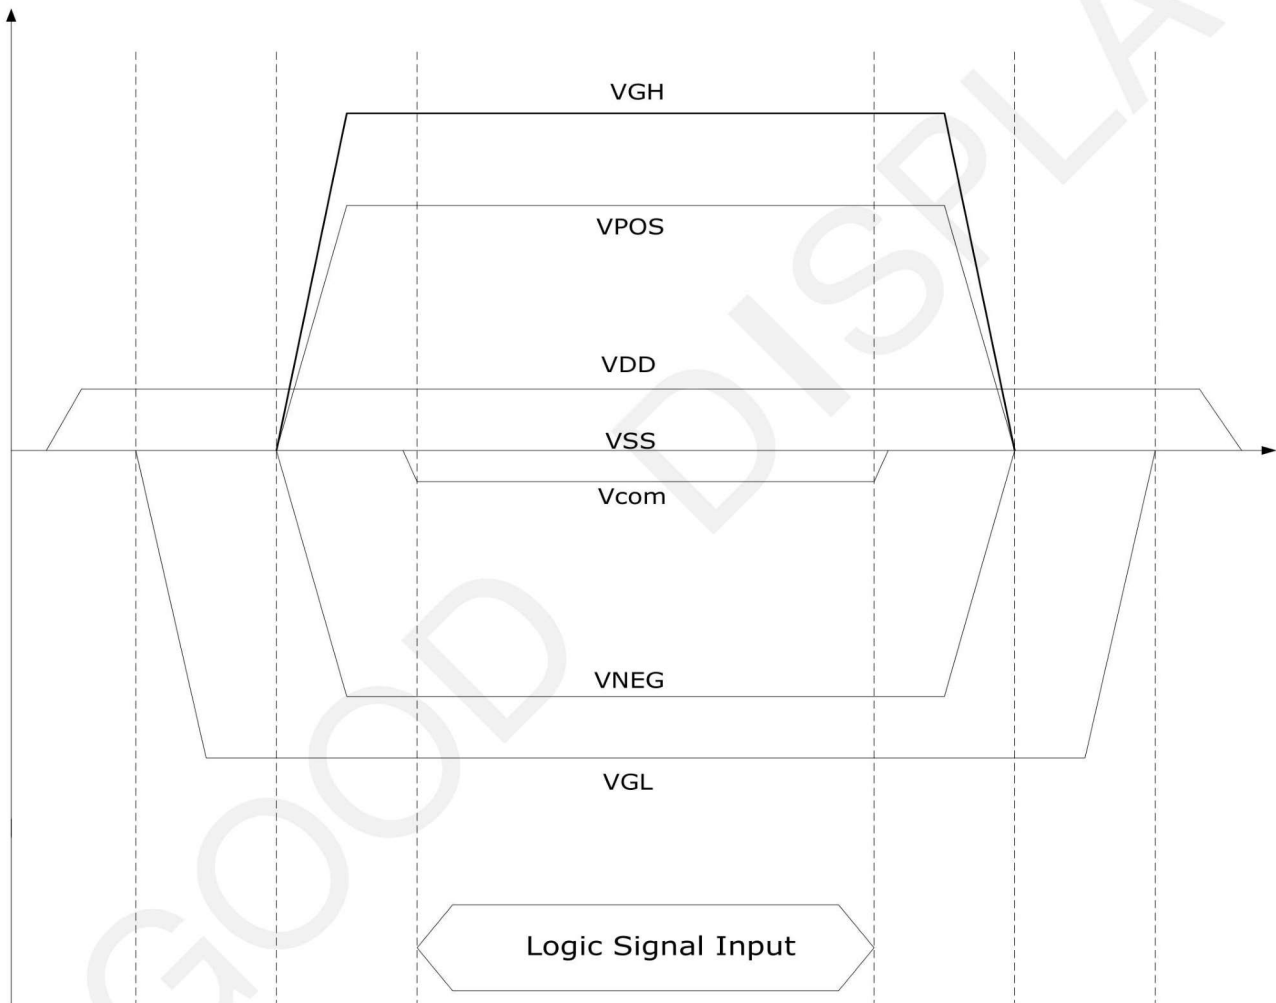 VGH
VPOS
VDD
VSS
Vcom
VNEG
VGL
Logic Signal Input
GOOD DISPLA